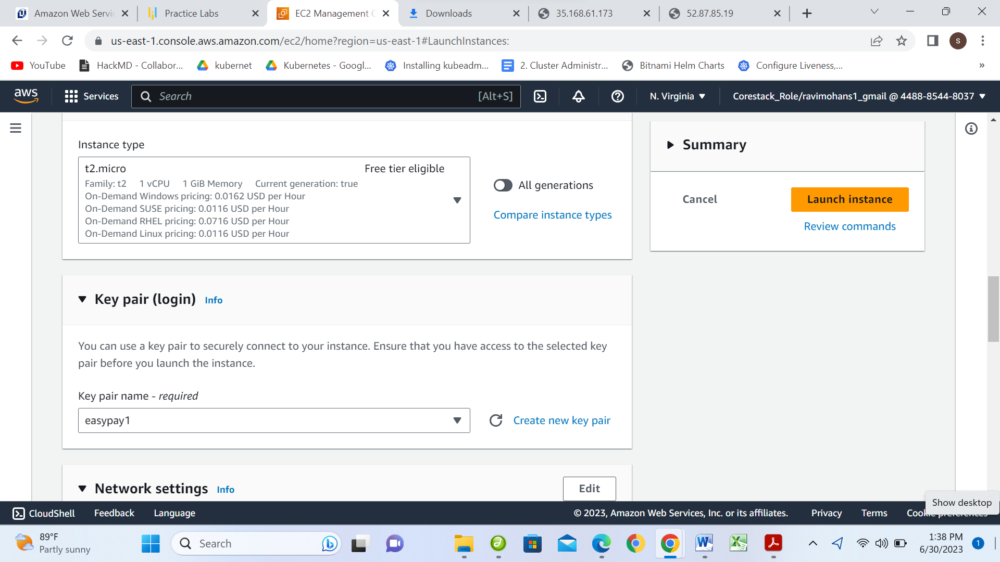 Amazon Web Servic
Practice Labs
EC2 Management C
Downloads
35.168.61.173
52.87.85.19
us-east-1.console.aws.amazon.com/ec2/home?region=us-east-1#LaunchInstances:
S
YouTube
HackMD - Collabor...
kubernet
Kubernetes - Googl...
Installing kubeadm...
2. Cluster Administr...
Bitnami Helm Charts
Configure Liveness,...
»
aws
Services
Search
[Alt+S]
N. Virginia
Corestack_Role/ravimohans1_gmail @ 4488-8544-8037
Instance type
t2.micro
Free tier eligible
Family: t2 1 vCPU 1 GiB Memory Current generation: true
On-Demand Windows pricing: 0.0162 USD per Hour
On-Demand SUSE pricing: 0.0116 USD per Hour
On-Demand RHEL pricing: 0.0716 USD per Hour
On-Demand Linux pricing: 0.0116 USD per Hour
All generations
Compare instance types
Summary
Cancel
Launch instance
Review commands
Key pair (login) Info
You can use a key pair to securely connect to your instance. Ensure that you have access to the selected key
pair before you launch the instance.
Key pair name - required
easypay1
Create new key pair
Network settings Info
Edit
Show desktop
CloudShell
Feedback
Language
© 2023, Amazon Web Services, Inc. or its affiliates.
Privacy
Terms
Cookie preferences
89°F
Partly sunny
Search
1:38 PM
6/30/2023
1